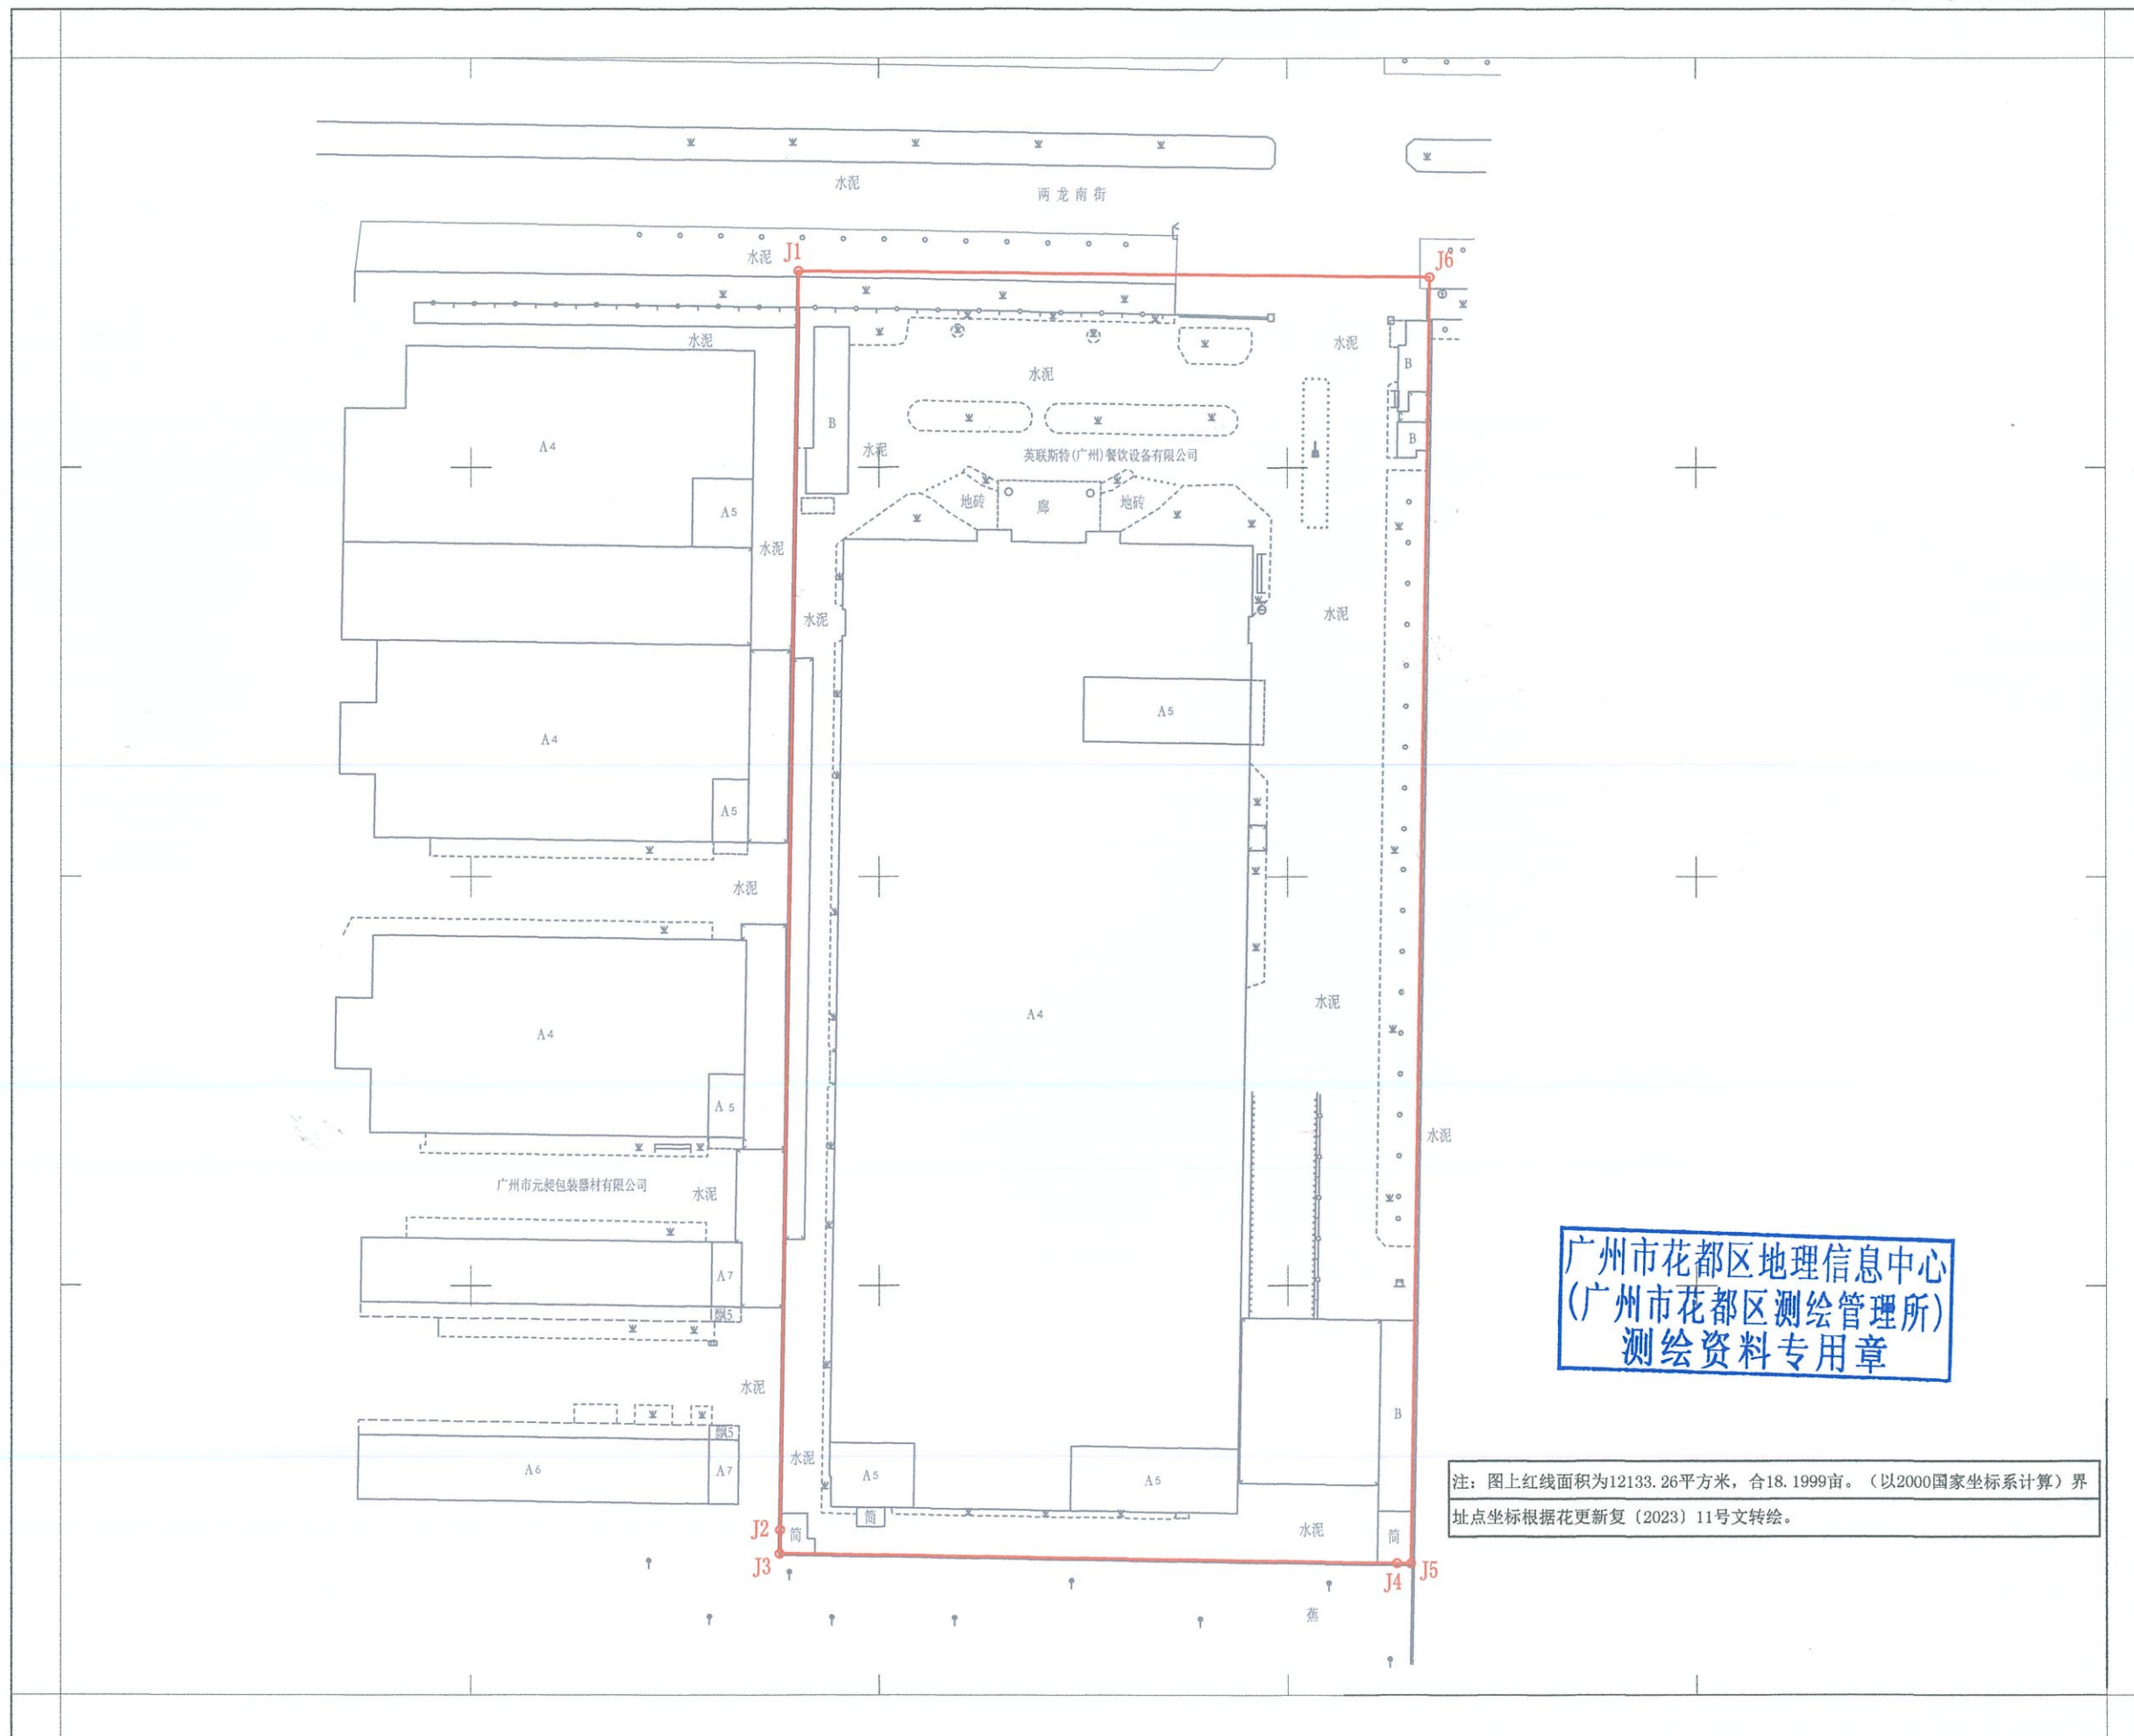 水泥
两龙南街
水泥
J1
J6
水泥
水泥
水泥
B
B
B
水泥
A4
英联斯特(广州)餐饮设备有限公司
A5
地砖
廊
地砖
水泥
水泥
水泥
A5
A4
A5
水泥
水泥
A4
A4
A5
水泥
广州市元昶包装器材有限公司
水泥
A7
飘5
广州市花都区地理信息中心
(广州市花都区测绘管理所)
测绘资料专用章
水泥
B
飘5
水泥
A6
A7
A5
A5
注：图上红线面积为12133.26平方米，合18.1999亩。（以2000国家坐标系计算）界
址点坐标根据花更新复〔2023〕11号文转绘。
J2
简
简
水泥
简
J3
J4
J5
蕉